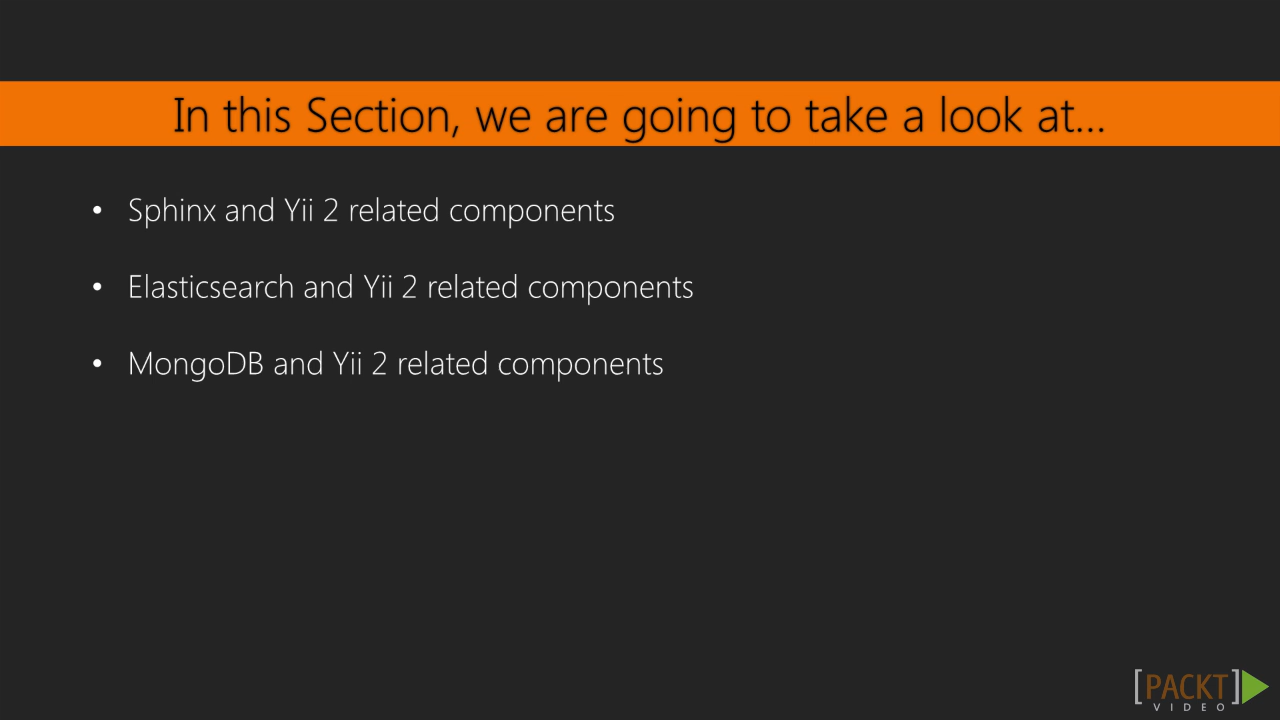 In this Section, we are going to take a look at...
• Sphinx and Yii 2 related components
• Elasticsearch and Yii 2 related components
• MongoDB and Yii 2 related components
[PACKT]
VIDEO